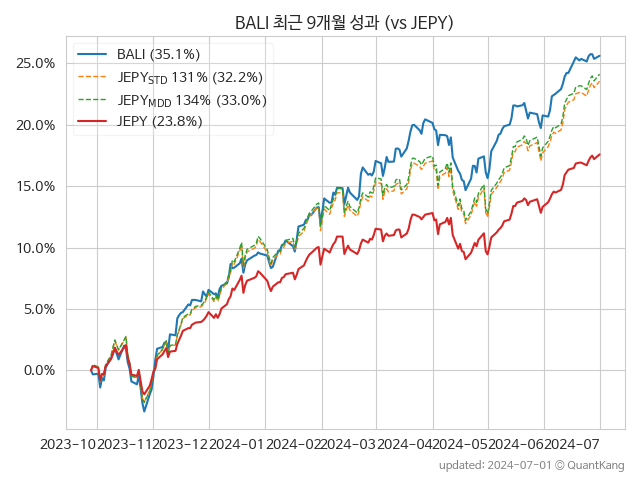 BALI 최근 9개월 성과 (vs JEPY)
BALI (35.1%)
JEPY_STD 131% (32.2%)
JEPY_MDD 134% (33.0%)
JEPY (23.8%)
25.0%
20.0%
15.0%
10.0%
5.0%
0.0%
2023-10 2023-11 2023-12 2024-01 2024-02 2024-03 2024-04 2024-05 2024-06 2024-07
updated: 2024-07-01 © QuantKang